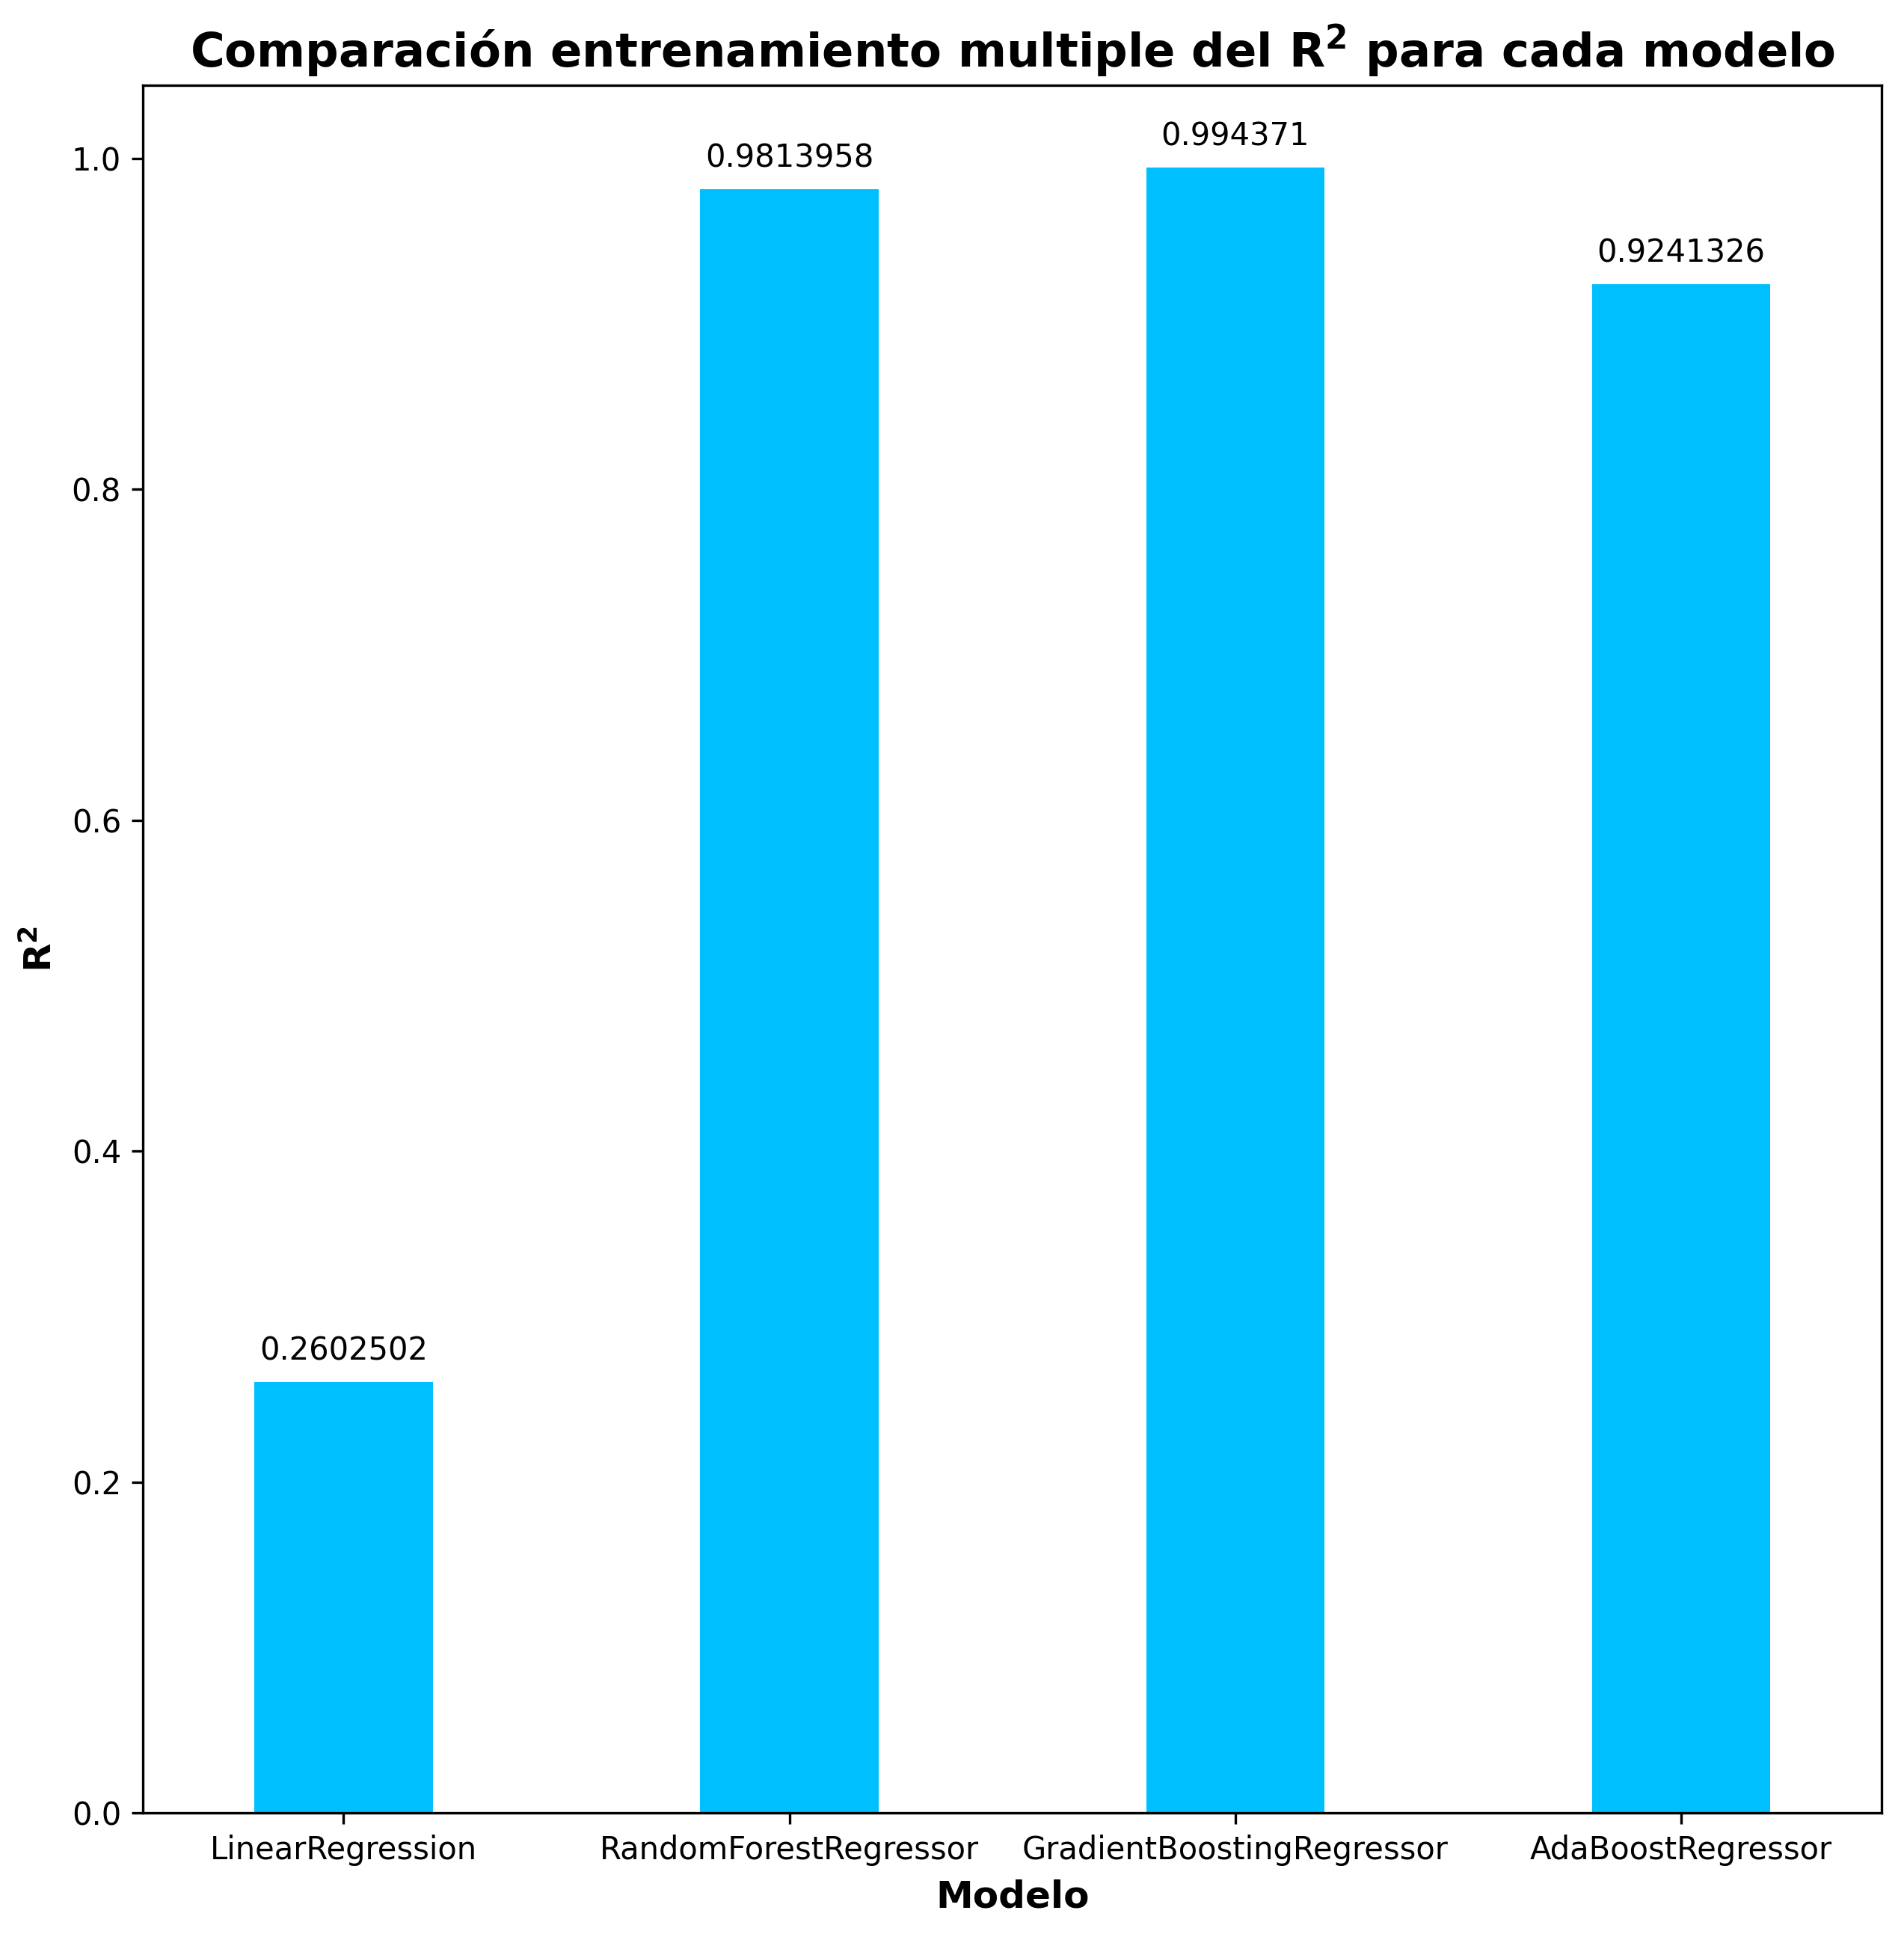 Comparación entrenamiento multiple del R² para cada modelo
1.0
0.8
0.6
0.4
0.2
0.0
R²
0.2602502
0.9813958
0.994371
0.9241326
LinearRegression
RandomForestRegressor
GradientBoostingRegressor
AdaBoostRegressor
Modelo